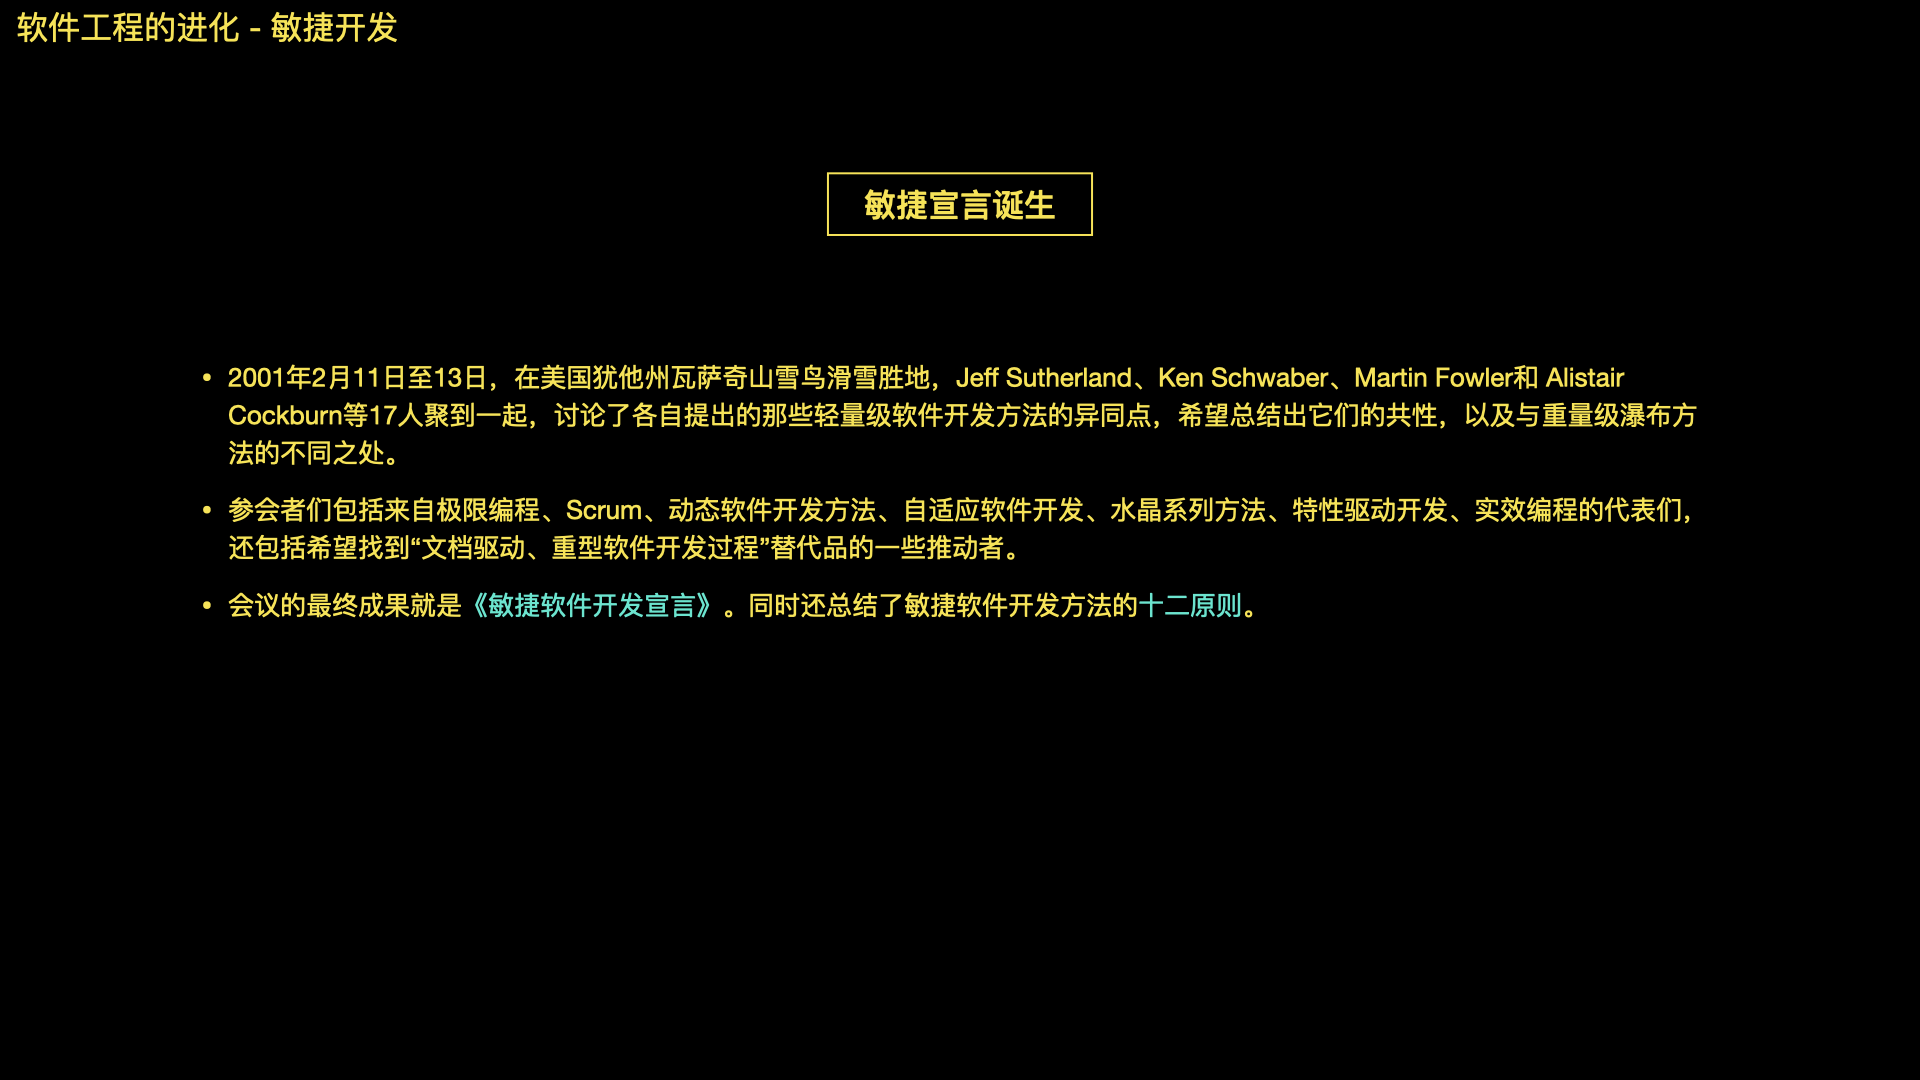 软件工程的进化 - 敏捷开发
敏捷宣言诞生
• 2001年2月11日至13日，在美国犹他州瓦萨奇山雪鸟滑雪胜地，Jeff Sutherland、Ken Schwaber、Martin Fowler和 Alistair
Cockburn等17人聚到一起，讨论了各自提出的那些轻量级软件开发方法的异同点，希望总结出它们的共性，以及与重量级瀑布方
法的不同之处。
• 参会者们包括来自极限编程、Scrum、动态软件开发方法、自适应软件开发、水晶系列方法、特性驱动开发、实效编程的代表们，
还包括希望找到“文档驱动、重型软件开发过程”替代品的一些推动者。
• 会议的最终成果就是《敏捷软件开发宣言》。同时还总结了敏捷软件开发方法的十二原则。